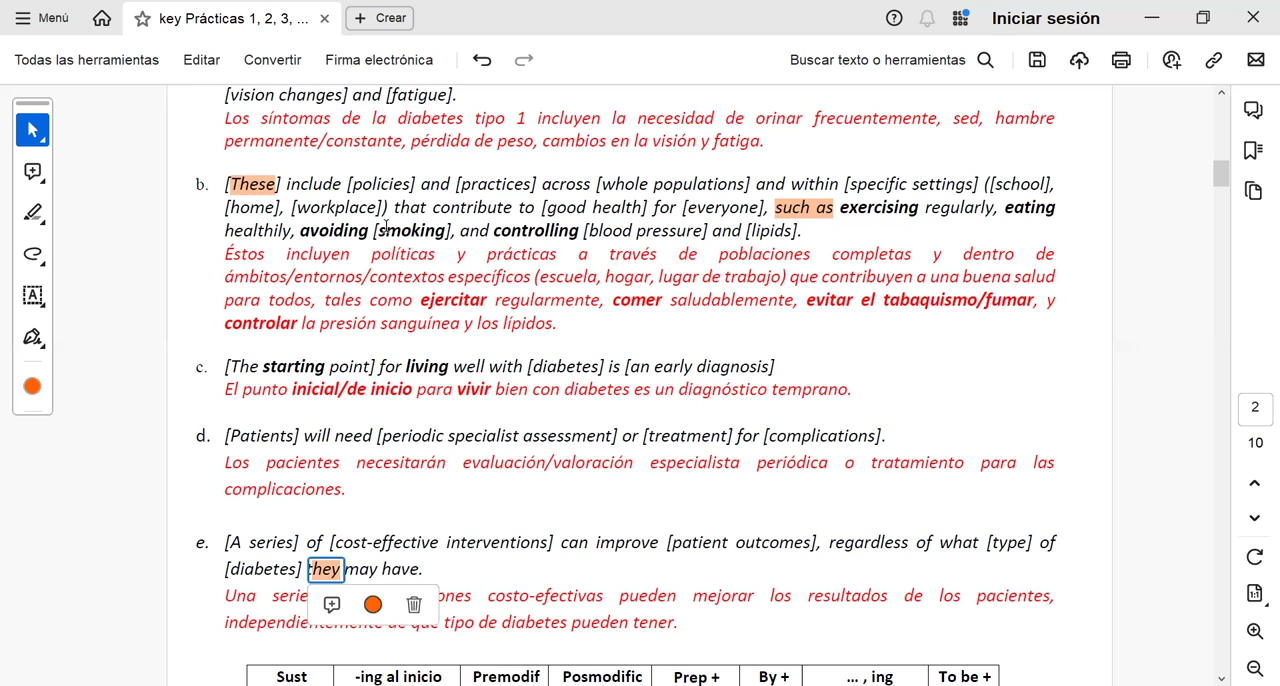 Menú
key Prácticas 1, 2, 3, ...
Crear
Iniciar sesión
Todas las herramientas Editar Convertir Firma electrónica
Buscar texto o herramientas
[vision changes] and [fatigue].
Los síntomas de la diabetes tipo 1 incluyen la necesidad de orinar frecuentemente, sed, hambre
permanente/constante, pérdida de peso, cambios en la visión y fatiga.
b. [These] include [policies] and [practices] across [whole populations] and within [specific settings] ([school],
[home], [workplace]) that contribute to [good health] for [everyone], such as exercising regularly, eating
healthily, avoiding [smoking], and controlling [blood pressure] and [lipids].
Éstos incluyen políticas y prácticas a través de poblaciones completas y dentro de
ámbitos/entornos/contextos específicos (escuela, hogar, lugar de trabajo) que contribuyen a una buena salud
para todos, tales como ejercitar regularmente, comer saludablemente, evitar el tabaquismo/fumar, y
controlar la presión sanguínea y los lípidos.
c. [The starting point] for living well with [diabetes] is [an early diagnosis]
El punto inicial/de inicio para vivir bien con diabetes es un diagnóstico temprano.
d. [Patients] will need [periodic specialist assessment] or [treatment] for [complications].
Los pacientes necesitarán evaluación/valoración especialista periódica o tratamiento para las
complicaciones.
e. [A series] of [cost-effective interventions] can improve [patient outcomes], regardless of what [type] of
[diabetes] they may have.
Una serie ones costo-efectivas pueden mejorar los resultados de los pacientes,
tipo de diabetes pueden tener.
Sust -ing al inicio Premodif Posmodific Prep + By + ... , ing To be +
2
10